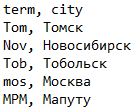 term, city
Tom, Томск
Nov, Новосибирск
Tob, Тобольск
mos, Москва
MPM, Мапуту